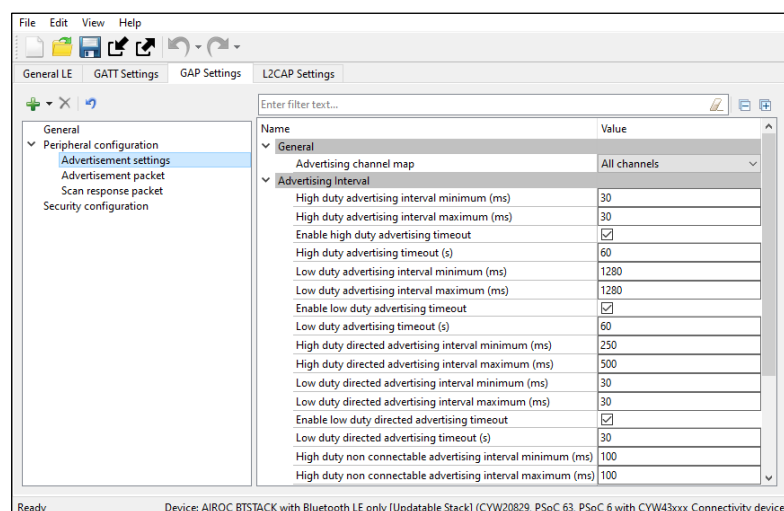 File Edit View Help
General LE GATT Settings GAP Settings L2CAP Settings
Enter filter text...
General
Peripheral configuration
Advertisement settings
Advertisement packet
Scan response packet
Security configuration
Name Value
General
Advertising channel map All channels
Advertising Interval
High duty advertising interval minimum (ms) 30
High duty advertising interval maximum (ms) 30
Enable high duty advertising timeout
High duty advertising timeout (s) 60
Low duty advertising interval minimum (ms) 1280
Low duty advertising interval maximum (ms) 1280
Enable low duty advertising timeout
Low duty advertising timeout (s) 60
High duty directed advertising interval minimum (ms) 250
High duty directed advertising interval maximum (ms) 500
Low duty directed advertising interval minimum (ms) 30
Low duty directed advertising interval maximum (ms) 30
Enable low duty directed advertising timeout
Low duty directed advertising timeout (s) 30
High duty non connectable advertising interval minimum (ms) 100
High duty non connectable advertising interval maximum (ms) 100
Ready Device: AIROC BTSTACK with Bluetooth LE only [Updatable Stack] (CYW20829, PSoC 63, PSoC 6 with CYW43xxx Connectivity device